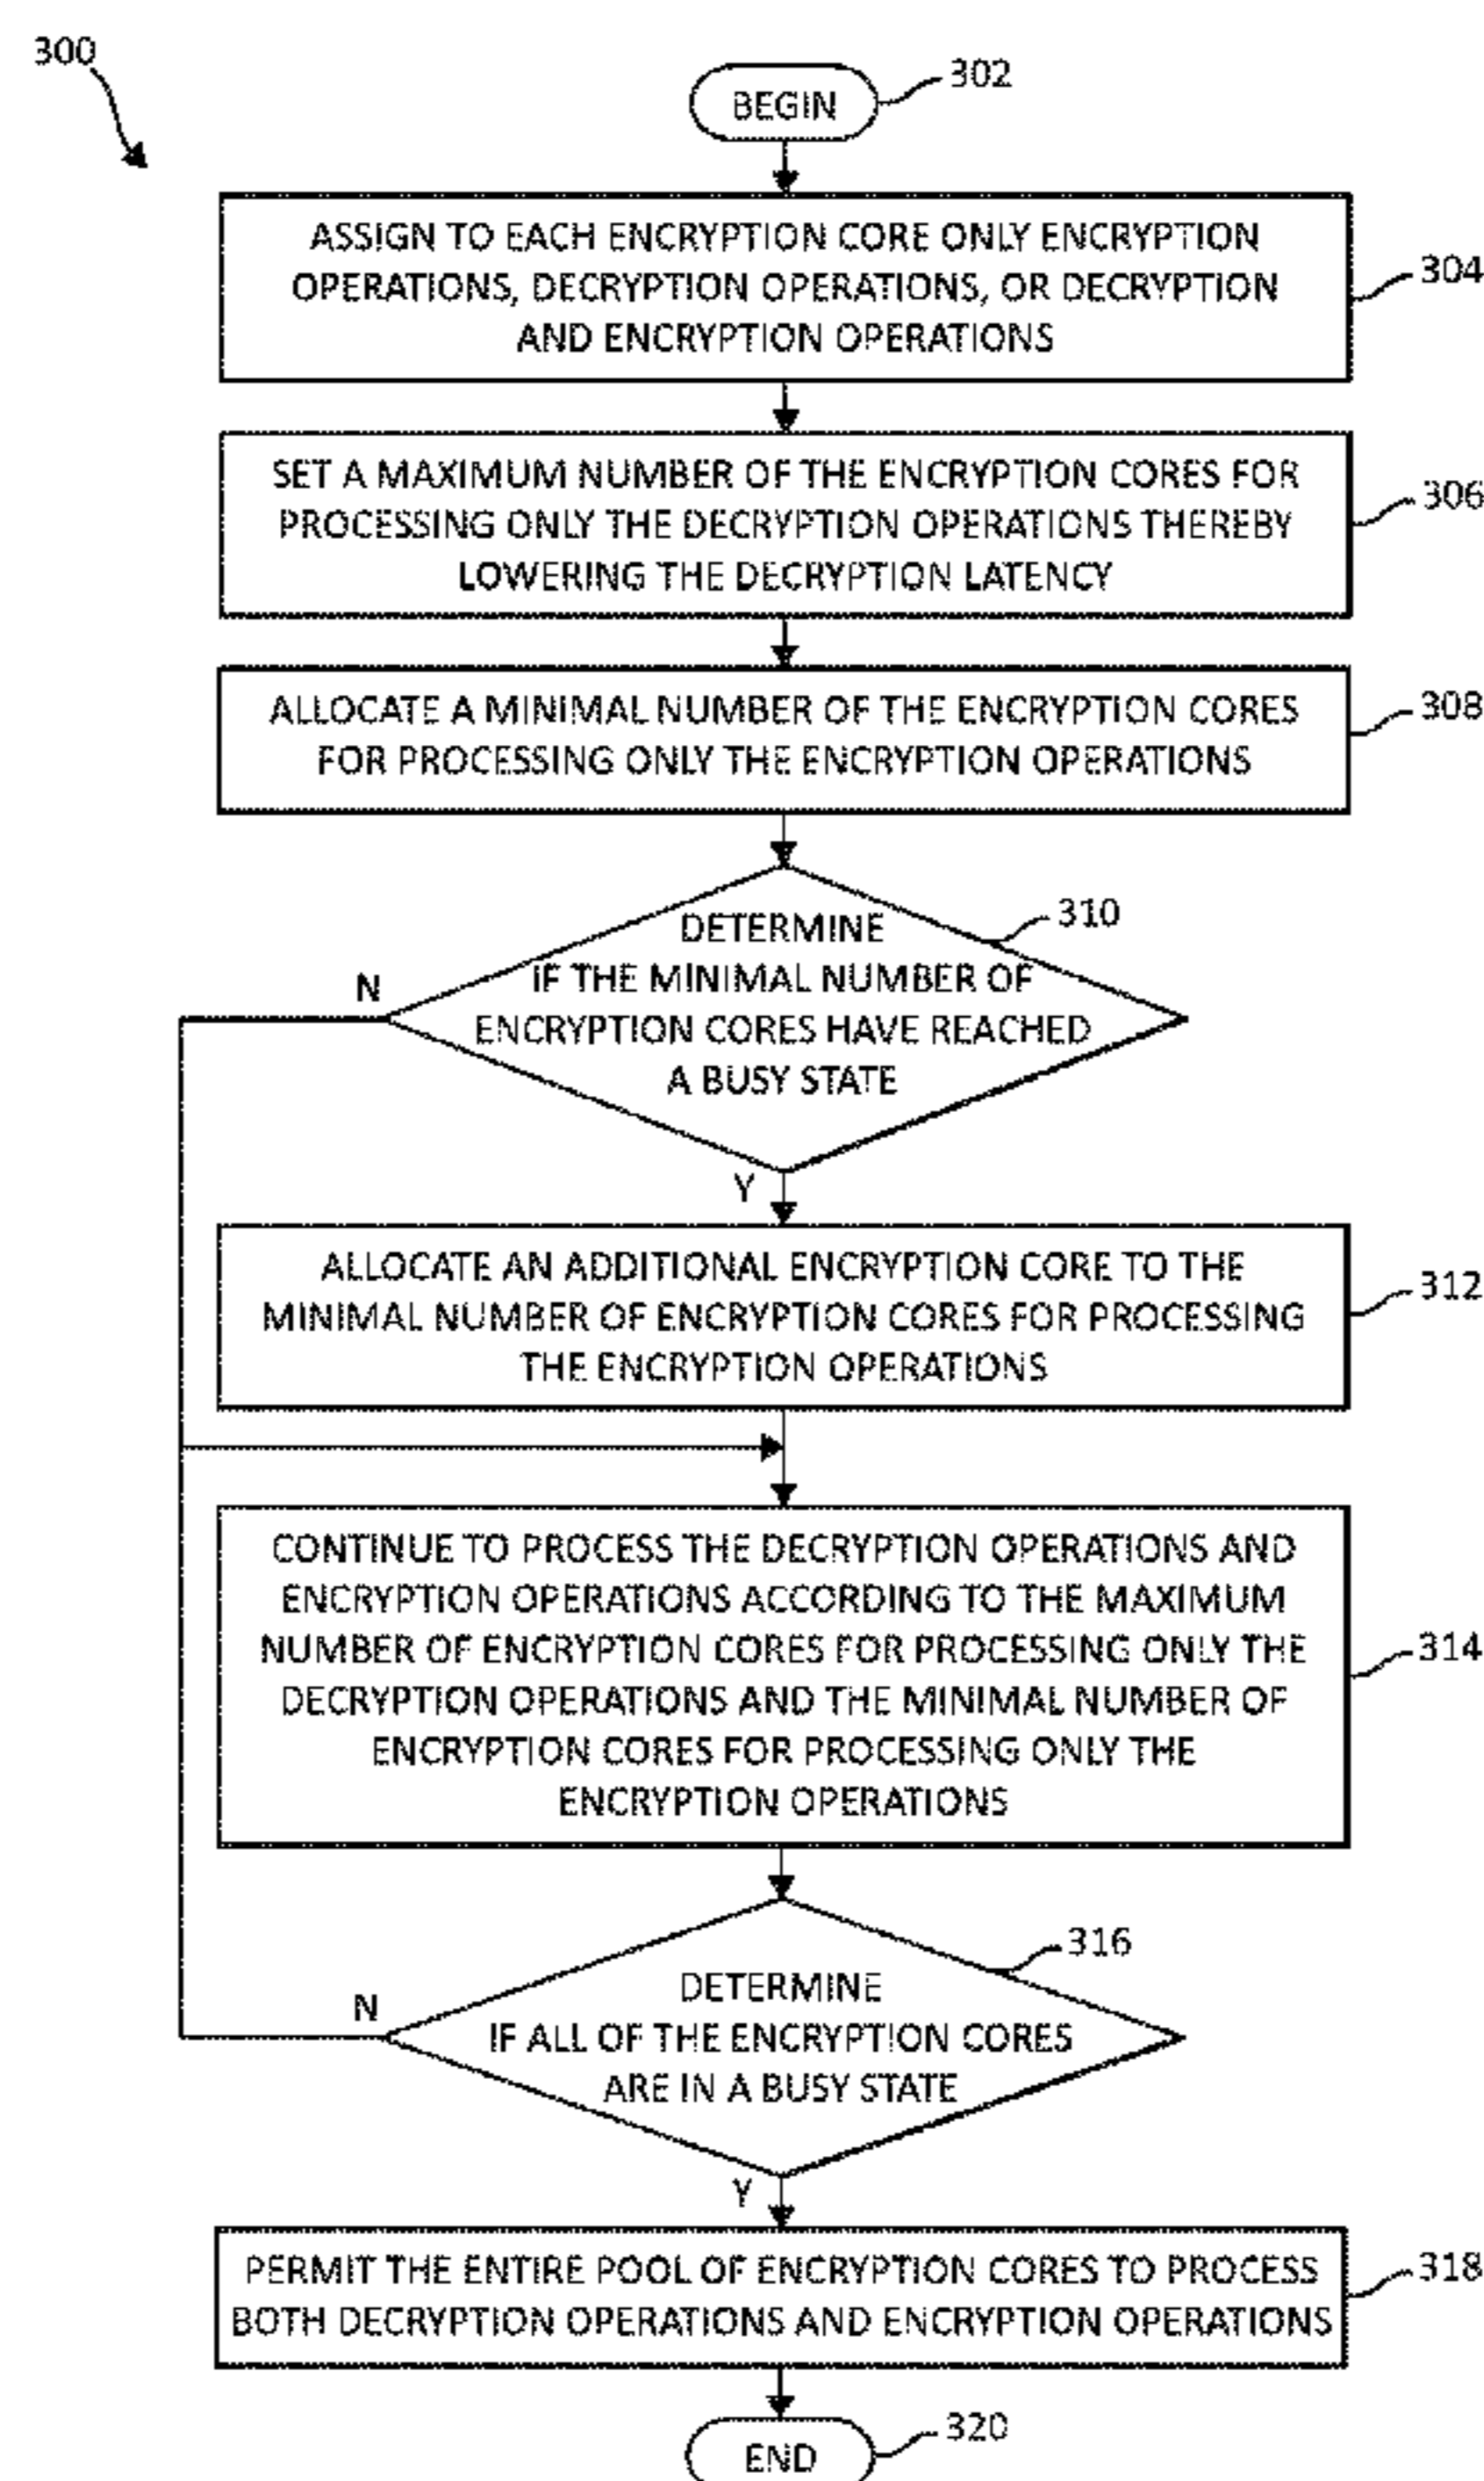 300
BEGIN
302
ASSIGN TO EACH ENCRYPTION CORE ONLY ENCRYPTION
OPERATIONS, DECRYPTION OPERATIONS, OR DECRYPTION
AND ENCRYPTION OPERATIONS
304
SET A MAXIMUM NUMBER OF THE ENCRYPTION CORES FOR
PROCESSING ONLY THE DECRYPTION OPERATIONS THEREBY
LOWERING THE DECRYPTION LATENCY
306
ALLOCATE A MINIMAL NUMBER OF THE ENCRYPTION CORES
FOR PROCESSING ONLY THE ENCRYPTION OPERATIONS
308
DETERMINE
IF THE MINIMAL NUMBER OF
ENCRYPTION CORES HAVE REACHED
A BUSY STATE
310
N
Y
ALLOCATE AN ADDITIONAL ENCRYPTION CORE TO THE
MINIMAL NUMBER OF ENCRYPTION CORES FOR PROCESSING
THE ENCRYPTION OPERATIONS
312
CONTINUE TO PROCESS THE DECRYPTION OPERATIONS AND
ENCRYPTION OPERATIONS ACCORDING TO THE MAXIMUM
NUMBER OF ENCRYPTION CORES FOR PROCESSING ONLY THE
DECRYPTION OPERATIONS AND THE MINIMAL NUMBER OF
ENCRYPTION CORES FOR PROCESSING ONLY THE
ENCRYPTION OPERATIONS
314
DETERMINE
IF ALL OF THE ENCRYPTION CORES
ARE IN A BUSY STATE
316
N
Y
PERMIT THE ENTIRE POOL OF ENCRYPTION CORES TO PROCESS
BOTH DECRYPTION OPERATIONS AND ENCRYPTION OPERATIONS
318
END
320